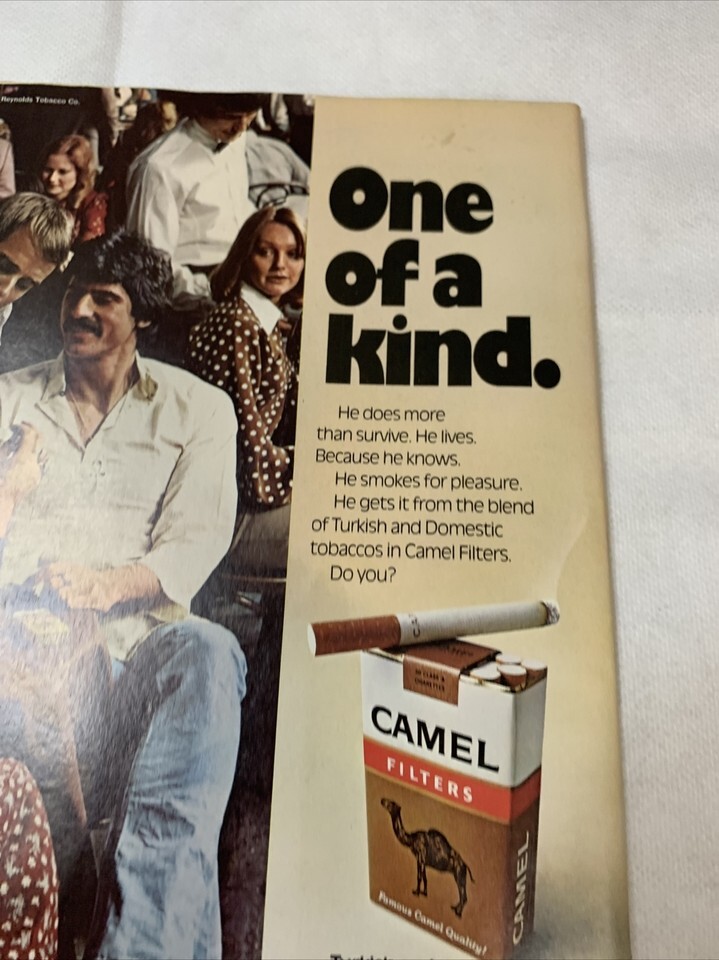 Reynolds Tobacco Co.
One
of a
kind.
He does more
than survive. He lives.
Because he knows.
He smokes for pleasure.
He gets it from the blend
of Turkish and Domestic
tobaccos in Camel Filters.
Do you?
CAMEL
FILTERS
CAMEL
Famous Camel Quality!